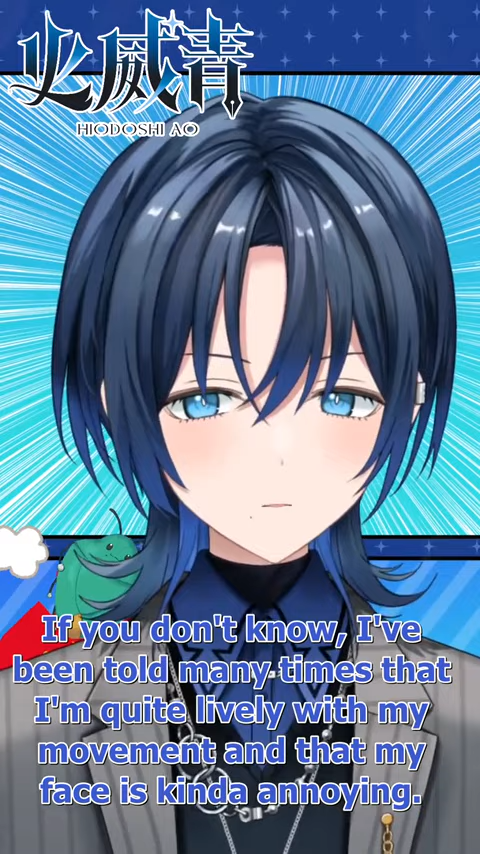 火威青
HIODOSHI AO
If you don't know, I've
been told many times that
I'm quite lively with my
movement and that my
face is kinda annoying.